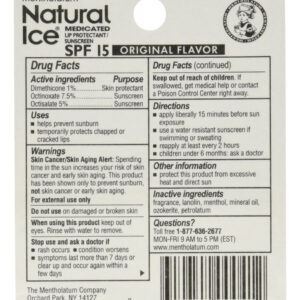 MENTHOLATUM
Natural
Ice®
MEDICATED
LIP PROTECTANT/
SUNSCREEN
SPF 15
ORIGINAL FLAVOR
Drug Facts
Active ingredients Purpose
Dimethicone 1% Skin protectant
Octinoxate 7.5% Sunscreen
Octisalate 5% Sunscreen
Uses
• helps prevent sunburn
• temporarily protects chapped or
cracked lips
Warnings
Skin Cancer/Skin Aging Alert: Spending
time in the sun increases your risk of skin
cancer and early skin aging. This product
has been shown only to prevent sunburn,
not skin cancer or early skin aging.
For external use only
Do not use on damaged or broken skin
When using this product keep out of
eyes. Rinse with water to remove.
Stop use and ask a doctor if
• rash occurs • condition worsens
• symptoms last more than 7 days or
clear up and occur again within a few
days
The Mentholatum Company
Orchard Park, NY 14127
Drug Facts (continued)
Keep out of reach of children. If
swallowed, get medical help or contact
a Poison Control Center right away.
Directions
• apply liberally 15 minutes before sun
exposure
• use a water resistant sunscreen if
swimming or sweating
• reapply at least every 2 hours
• children under 6 months: ask a doctor
Other information
• protect this product from excessive
heat and direct sun
Inactive ingredients
fragrance, lanolin, menthol, mineral oil,
ozokerite, petrolatum
Questions?
Toll free 1-877-636-2677
MON-FRI 9 AM to 5 PM (EST)
www.mentholatum.com